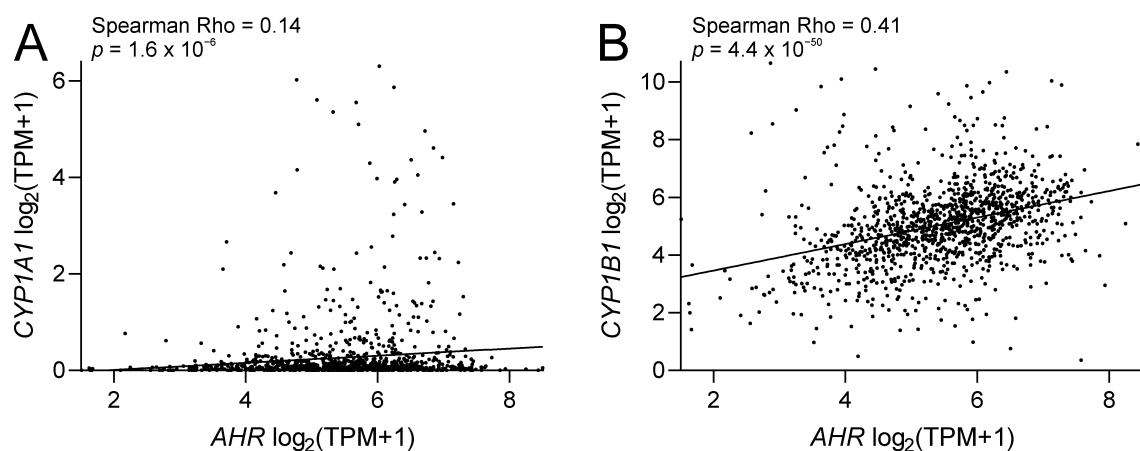 A
Spearman Rho = 0.14
p = 1.6 x 10⁻⁶
CYP1A1 log₂(TPM+1)
6
4
2
0
2 4 6 8
AHR log₂(TPM+1)
B
Spearman Rho = 0.41
p = 4.4 x 10⁻⁵⁰
CYP1B1 log₂(TPM+1)
10
8
6
4
2
0
2 4 6 8
AHR log₂(TPM+1)